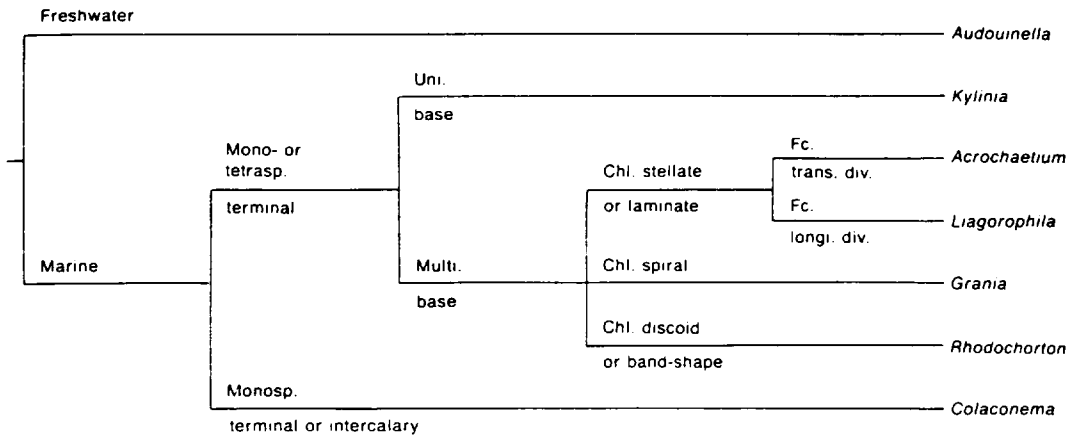 Freshwater
Audouinella
Uni.
base
Kylinia
Mono- or
tetrasp.
terminal
Chl. stellate
or laminate
Fc.
trans. div.
Acrochaetium
Fc.
longi. div.
Liagorophila
Marine
Multi.
base
Chl. spiral
Grania
Chl. discoid
or band-shape
Rhodochorton
Monosp.
terminal or intercalary
Colaconema